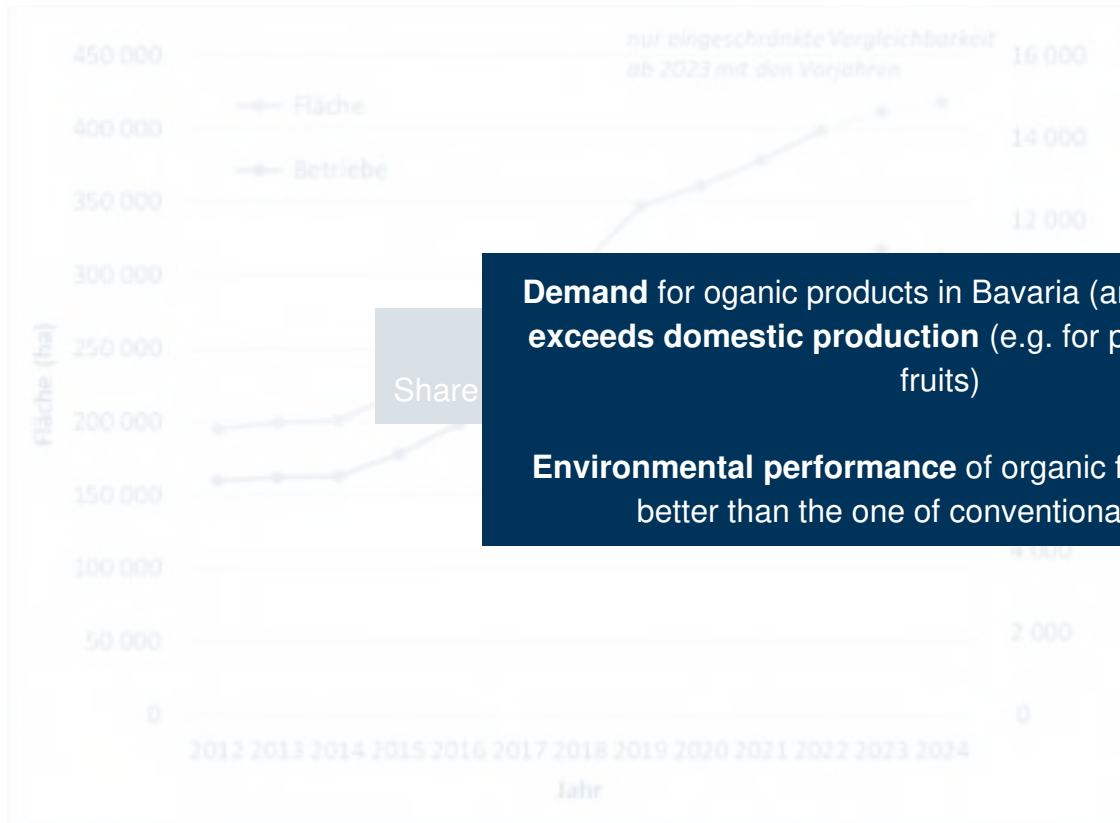 nur eingeschränkte Vergleichbarkeit
ab 2023 mit den Vorjahren
450 000
400 000
350 000
300 000
250 000
200 000
150 000
100 000
50 000
0
Fläche (ha)
Fläche
Betriebe
16 000
14 000
12 000
4 000
2 000
0
Share
Demand for oganic products in Bavaria
exceeds domestic production (e.g. for
fruits)
Environmental performance of organic
better than the one of
2012 2013 2014 2015 2016 2017 2018 2019 2020 2021 2022 2023 2024
Jahr